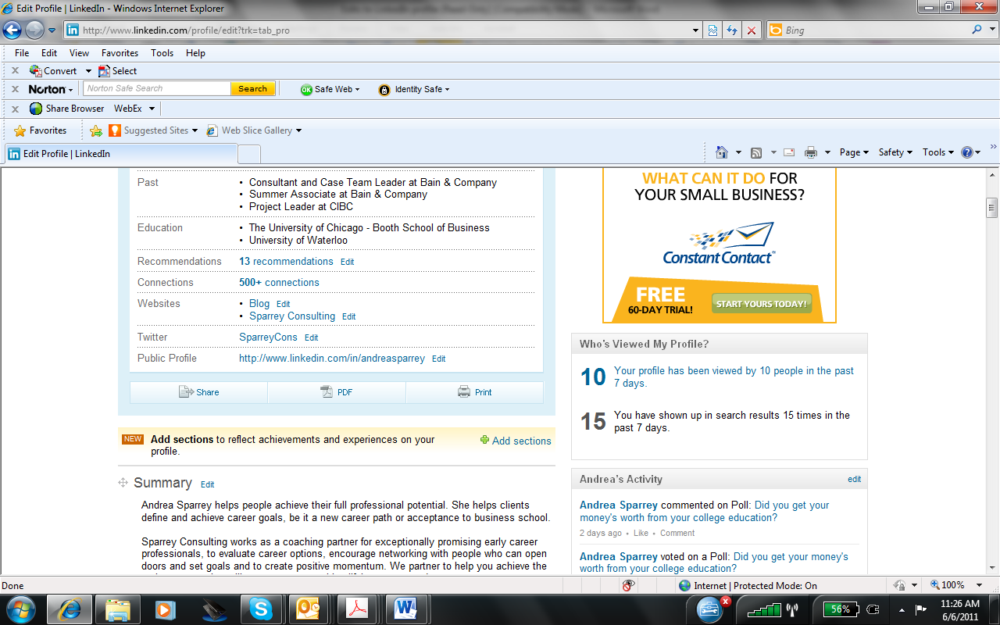 Edit Profile | LinkedIn - Windows Internet Explorer
http://www.linkedin.com/profile/edit?trk=tab_pro
Bing
File Edit View Favorites Tools Help
x Convert Select
x Norton Norton Safe Search Search OK Safe Web Identity Safe
x Share Browser WebEx
Favorites Suggested Sites Web Slice Gallery
Edit Profile | LinkedIn
Page Safety Tools
Past
• Consultant and Case Team Leader at Bain & Company
• Summer Associate at Bain & Company
• Project Leader at CIBC
Education
• The University of Chicago - Booth School of Business
• University of Waterloo
Recommendations 13 recommendations Edit
Connections 500+ connections
Websites
• Blog Edit
• Sparrey Consulting Edit
Twitter SparreyCons Edit
Public Profile http://www.linkedin.com/in/andreasparrey Edit
Share PDF Print
NEW Add sections to reflect achievements and experiences on your
profile.
Add sections
Summary Edit
Andrea Sparrey helps people achieve their full professional potential. She helps clients
define and achieve career goals, be it a new career path or acceptance to business school.
Sparrey Consulting works as a coaching partner for exceptionally promising early career
professionals, to evaluate career options, encourage networking with people who can open
doors and set goals and to create positive momentum. We partner to help you achieve the
WHAT CAN IT DO FOR
YOUR SMALL BUSINESS?
Constant Contact
FREE
60-DAY TRIAL!
START YOURS TODAY!
Who's Viewed My Profile?
10 Your profile has been viewed by 10 people in the past
7 days.
15 You have shown up in search results 15 times in the
past 7 days.
Andrea's Activity edit
Andrea Sparrey commented on Poll: Did you get your
money's worth from your college education?
2 days ago • Like • Comment
Andrea Sparrey voted on a Poll: Did you get your money's
worth from your college education?
Done
Internet | Protected Mode: On
100%
56%
11:26 AM
6/6/2011